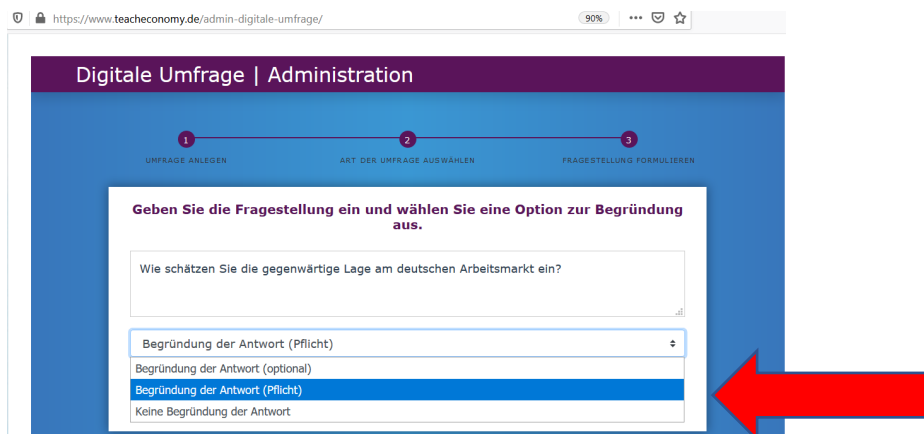 https://www.teacheconomy.de/admin-digitale-umfrage/ 90%
Digitale Umfrage | Administration
1 2 3
UMFRAGE ANLEGEN ART DER UMFRAGE AUSWÄHLEN FRAGESTELLUNG FORMULIEREN
Geben Sie die Fragestellung ein und wählen Sie eine Option zur Begründung
aus.
Wie schätzen Sie die gegenwärtige Lage am deutschen Arbeitsmarkt ein?
Begründung der Antwort (Pflicht)
Begründung der Antwort (optional)
Begründung der Antwort (Pflicht)
Keine Begründung der Antwort